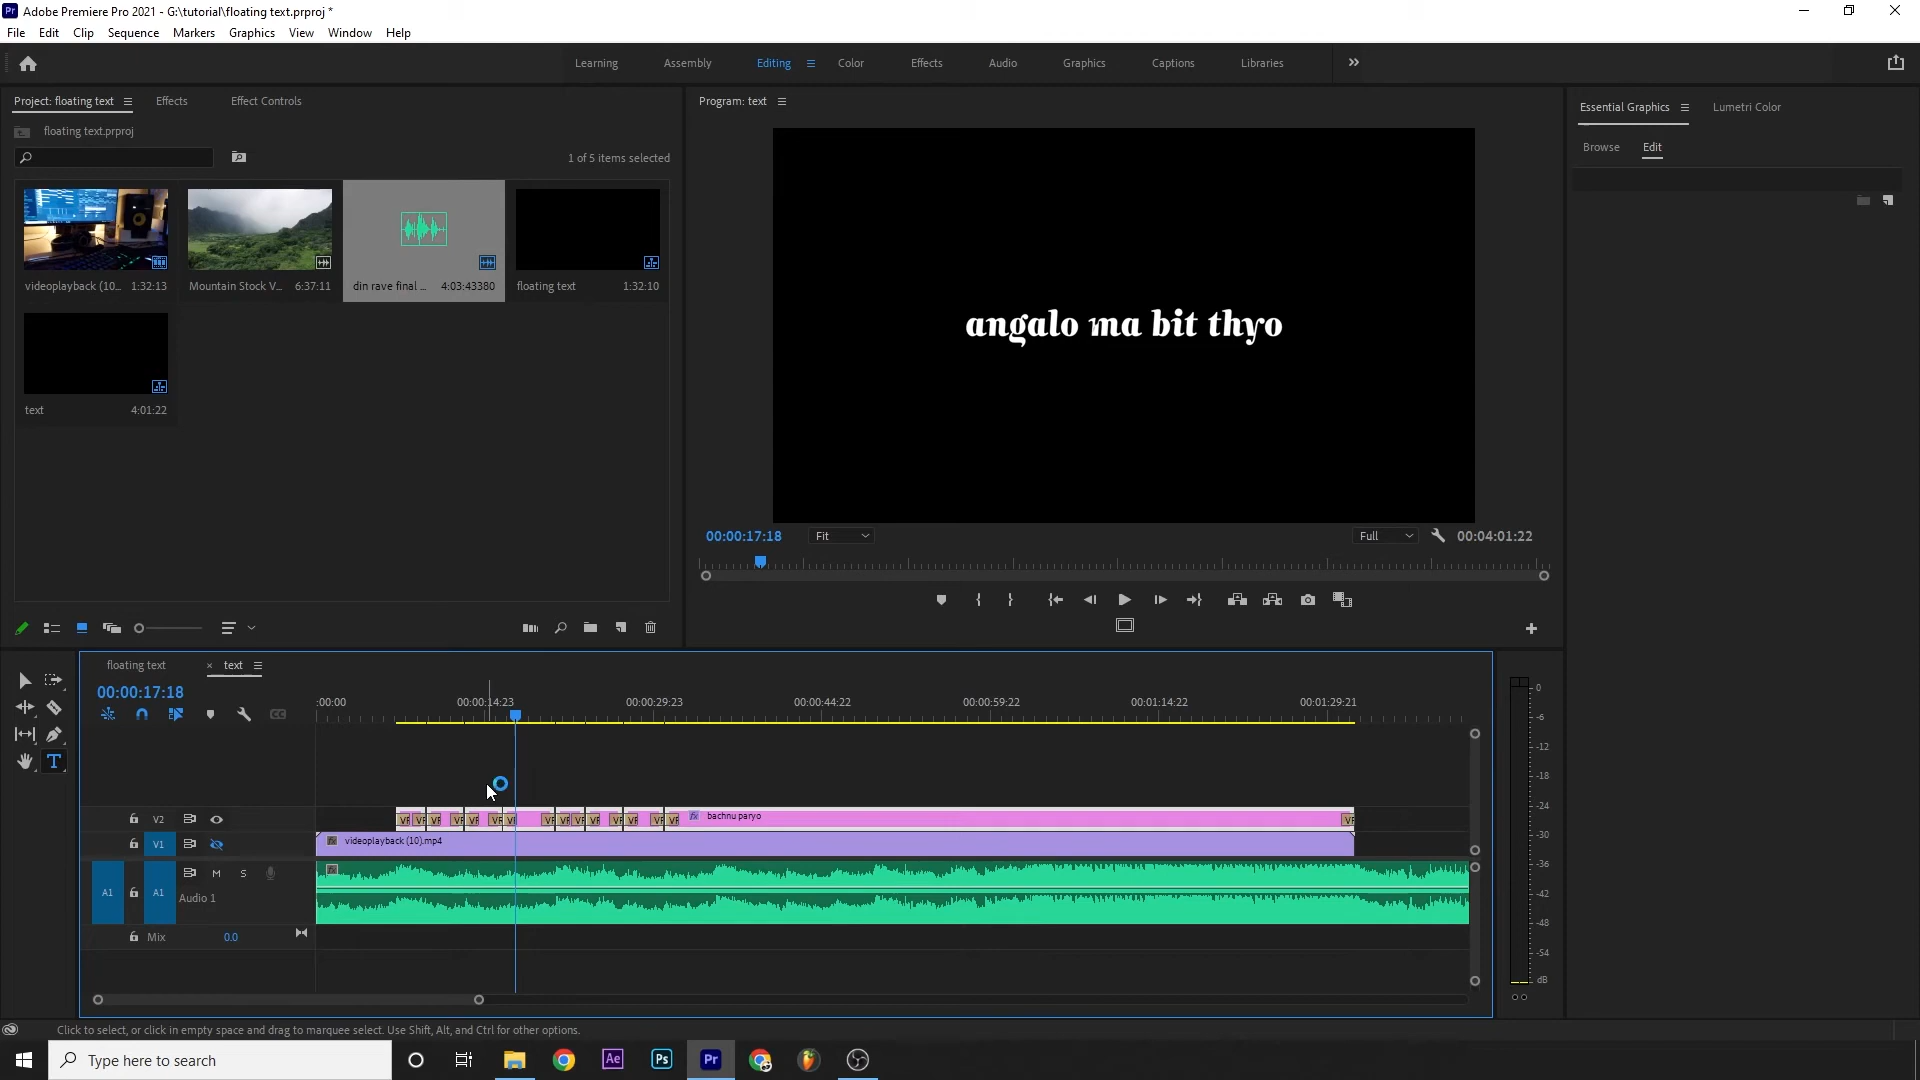 Adobe Premiere Pro 2021 - G:\tutorial\floating text.prproj *
File Edit Clip Sequence Markers Graphics View Window Help
Learning Assembly Editing Color Effects Audio Graphics Captions Libraries
Project: floating text Effects Effect Controls
Program: text
Essential Graphics Lumetri Color
floating text.prproj
Browse Edit
1 of 5 items selected
videoplayback (10... 1:32:13
Mountain Stock V... 6:37:11
din rave final ... 4:03:43380
floating text 1:32:10
text 4:01:22
angalo ma bit thyo
00:00:17:18 Fit Full 00:04:01:22
floating text text
00:00:17:18
:00:00 00:00:14:23 00:00:29:23 00:00:44:22 00:00:59:22 00:01:14:22 00:01:29:21
V2 bachnu paryo
V1 videoplayback (10).mp4
A1 A1 M S
Audio 1
Mix 0.0
0
-6
-12
-18
-24
-30
-36
-42
-48
-54
dB
Click to select, or click in empty space and drag to marquee select. Use Shift, Alt, and Ctrl for other options.
Type here to search
Ae Ps Pr